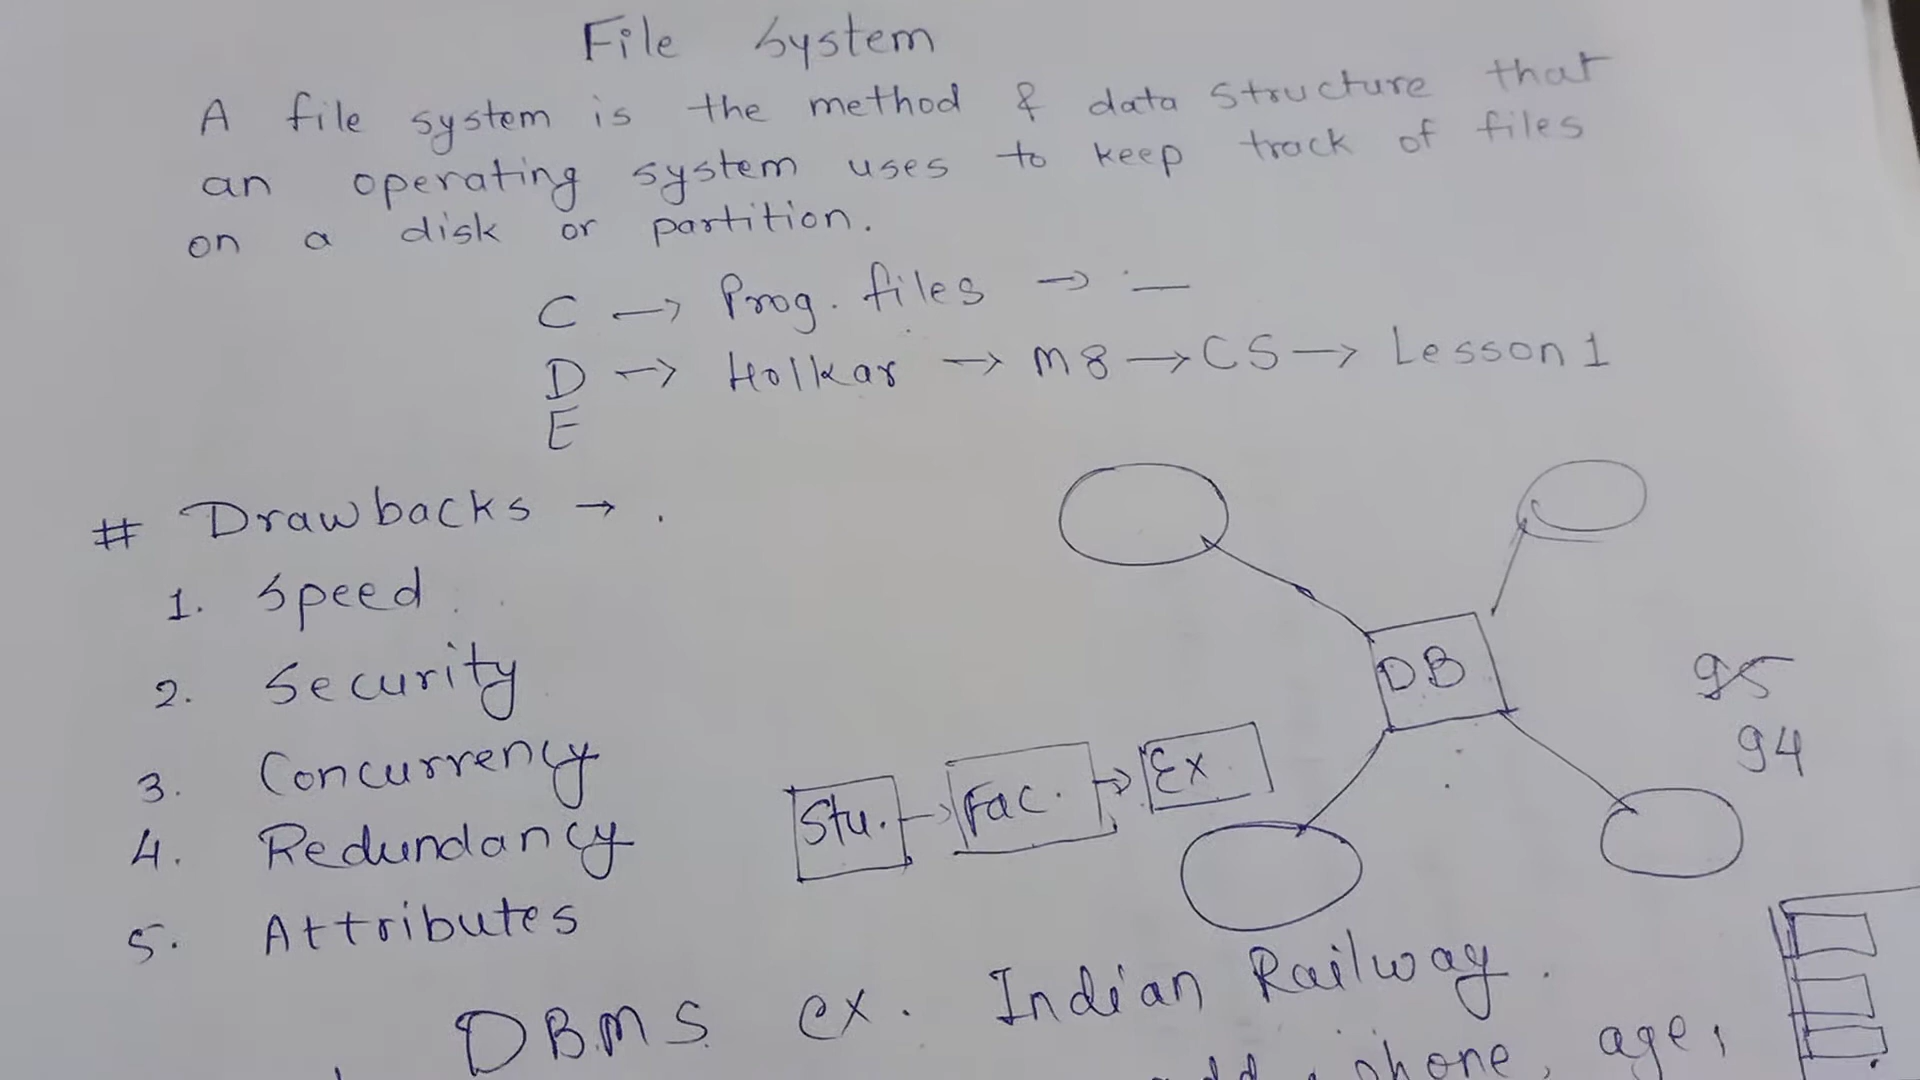 File System
A file system is the method & data structure that
an operating system uses to keep track of files
on a disk or partition.
C → Prog. files → —
D → Holkar → M8 → CS → Lesson 1
E
# Drawbacks →
1. Speed
2. Security
3. Concurrency
4. Redundancy
5. Attributes
DB
95
94
Stu. → Fac. → Ex.
DBMS ex. Indian Railway.
phone, age,